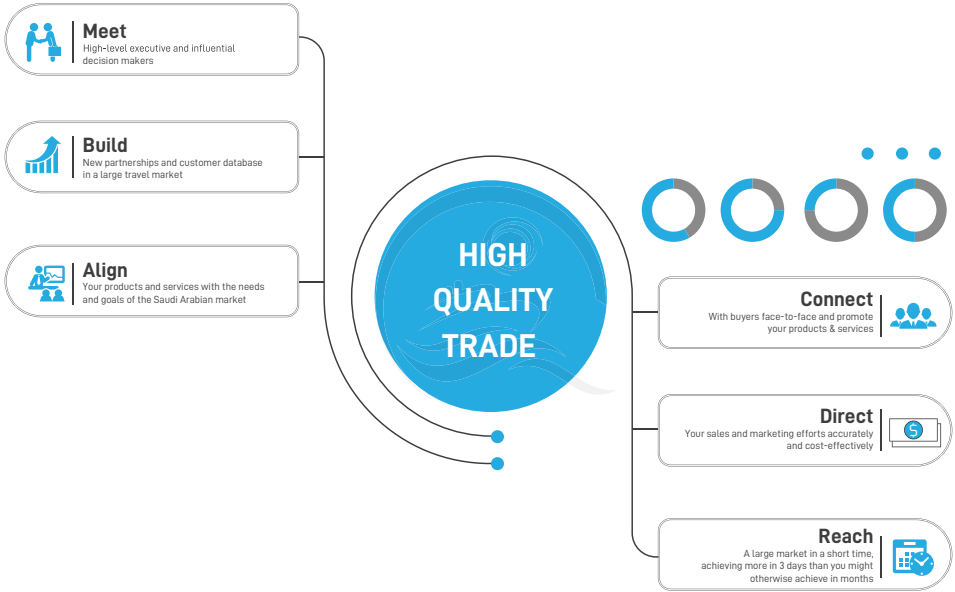 Meet
High-level executive and influential
decision makers
Build
New partnerships and customer database
in a large travel market
Align
Your products and services with the needs
and goals of the Saudi Arabian market
HIGH
QUALITY
TRADE
Connect
With buyers face-to-face and promote
your products & services
Direct
Your sales and marketing efforts accurately
and cost-effectively
$
Reach
A large market in a short time,
achieving more in 3 days than you might
otherwise achieve in months